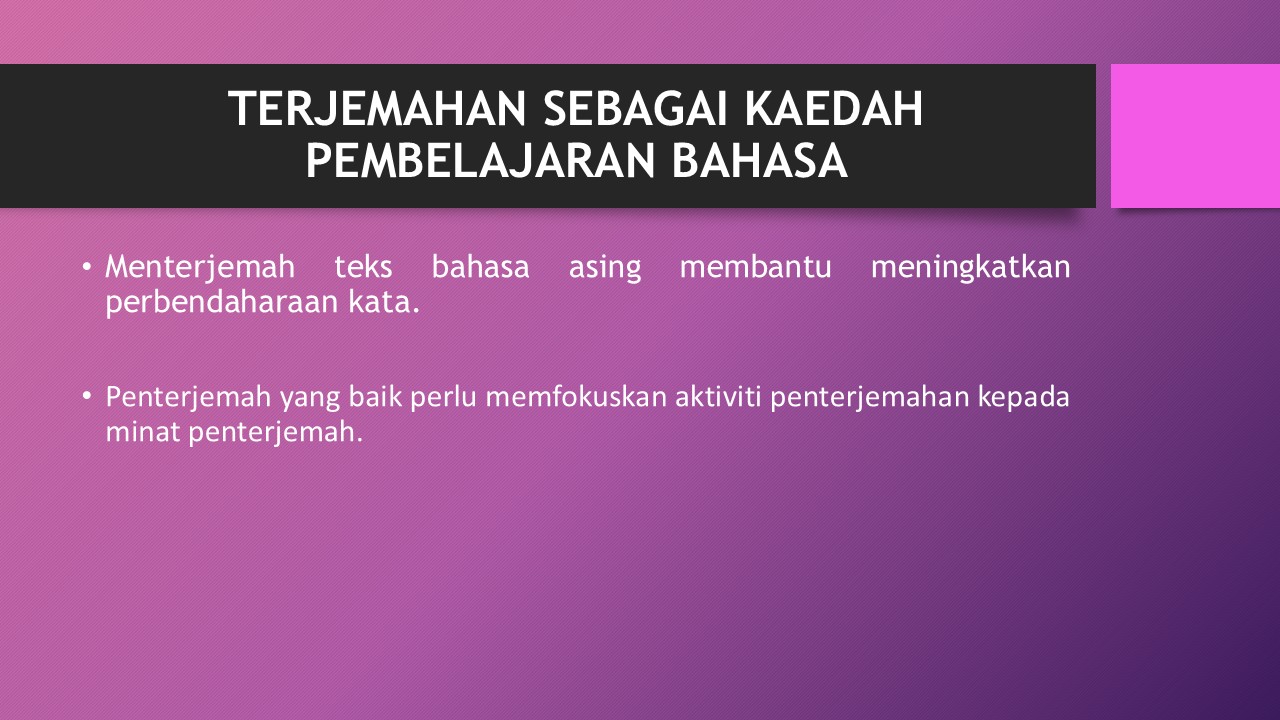 TERJEMAHAN SEBAGAI KAEDAH
PEMBELAJARAN BAHASA
• Menterjemah teks bahasa asing membantu meningkatkan
perbendaharaan kata.
• Penterjemah yang baik perlu memfokuskan aktiviti penterjemahan kepada
minat penterjemah.